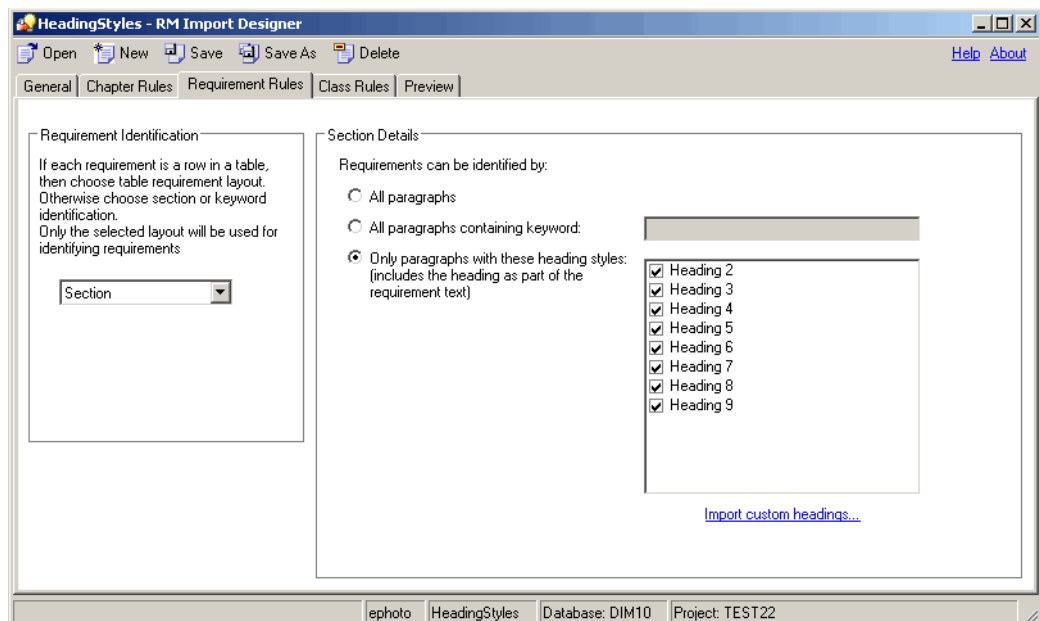 HeadingStyles - RM Import Designer
Open New Save Save As Delete Help About
General Chapter Rules Requirement Rules Class Rules Preview
Requirement Identification
If each requirement is a row in a table,
then choose table requirement layout.
Otherwise choose section or keyword
identification.
Only the selected layout will be used for
identifying requirements
Section
Section Details
Requirements can be identified by:
All paragraphs
All paragraphs containing keyword:
Only paragraphs with these heading styles:
(includes the heading as part of the
requirement text)
Heading 2
Heading 3
Heading 4
Heading 5
Heading 6
Heading 7
Heading 8
Heading 9
Import custom headings...
ephoto HeadingStyles Database: DIM10 Project: TEST22